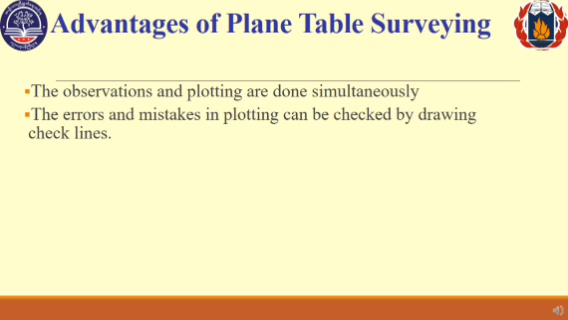 Advantages of Plane Table Surveying
▪The observations and plotting are done simultaneously
▪The errors and mistakes in plotting can be checked by drawing
check lines.